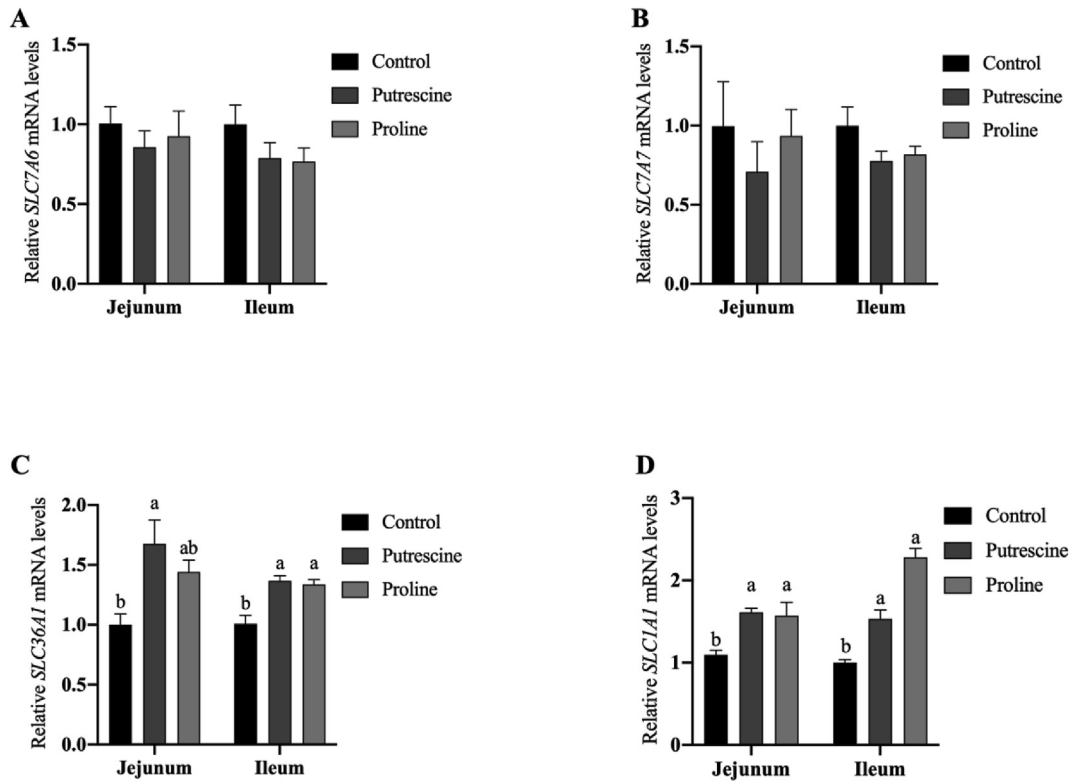 A
Relative SLC7A6 mRNA levels
1.5
1.0
0.5
0.0
Jejunum
Ileum
Control
Putrescine
Proline
B
Relative SLC7A7 mRNA levels
1.5
1.0
0.5
0.0
Jejunum
Ileum
Control
Putrescine
Proline
C
Relative SLC36A1 mRNA levels
2.0
1.5
1.0
0.5
0.0
b
a
ab
b
a
a
Jejunum
Ileum
Control
Putrescine
Proline
D
Relative SLC1A1 mRNA levels
3
2
1
0
b
a
a
b
a
a
Jejunum
Ileum
Control
Putrescine
Proline